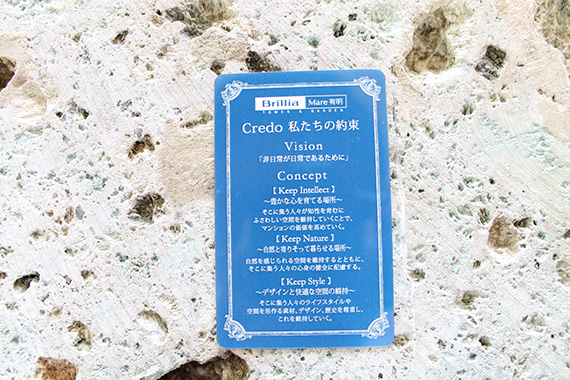 Brillia Mare 有明
TOWER & GARDEN
Credo 私たちの約束
Vision
「非日常が日常であるために」
Concept
【 Keep Intellect 】
〜豊かな心を育てる場所〜
そこに集う人々が知性を育むに
ふさわしい空間を維持していくことで、
マンションの価値を高めていく。
【 Keep Nature 】
〜自然と寄りそって暮らせる場所〜
自然を感じられる空間を維持するとともに、
そこに集う人々の心身の健全に配慮する。
【 Keep Style 】
〜デザインと快適な空間の維持〜
そこに集う人々のライフスタイルや
空間を形作る素材、デザイン、歴史を尊重し、
これを維持していく。